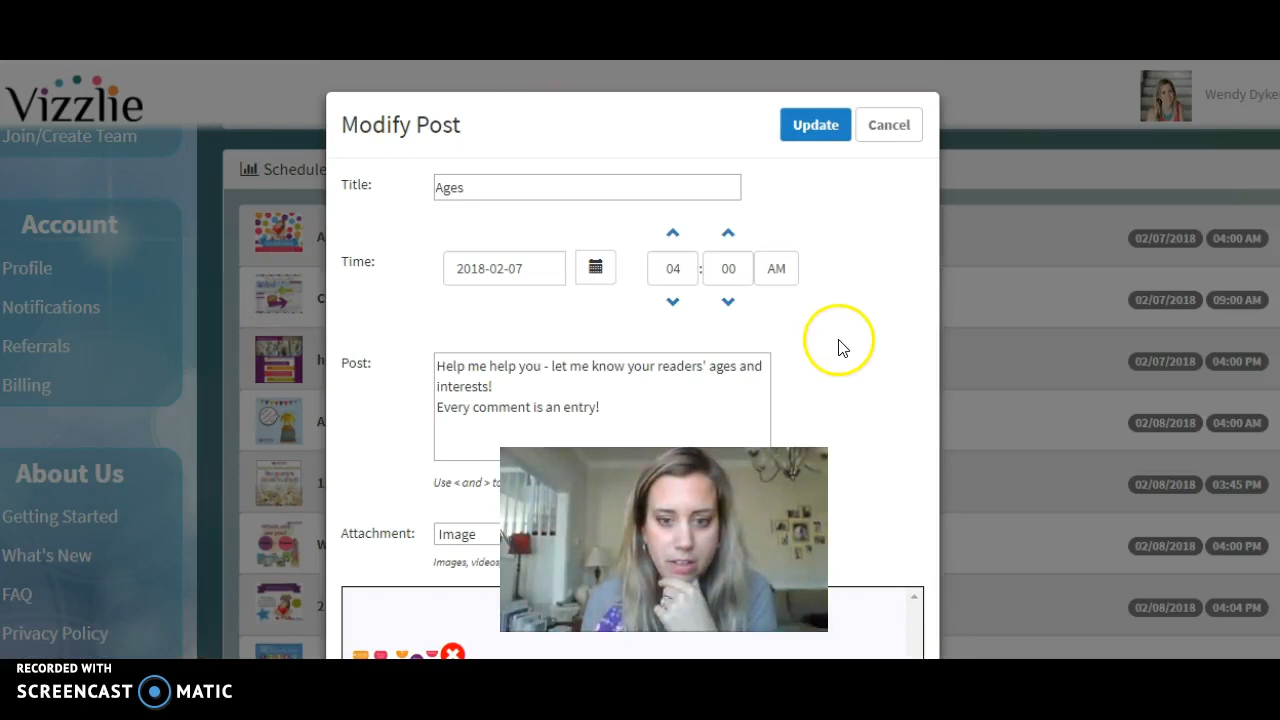 Vizzlie
Wendy Dyke
Join/Create Team
Account
Profile
Notifications
Referrals
Billing
About Us
Getting Started
What's New
FAQ
Privacy Policy
Schedule
02/07/2018 04:00 AM
02/07/2018 09:00 AM
02/07/2018 04:00 PM
02/08/2018 04:00 AM
02/08/2018 03:45 PM
02/08/2018 04:00 PM
02/08/2018 04:04 PM
Modify Post
Update
Cancel
Title:
Ages
Time:
2018-02-07
04 : 00 AM
Post:
Help me help you - let me know your readers' ages and
interests!
Every comment is an entry!
Use < and > to
Attachment:
Image
Images, videos
RECORDED WITH
SCREENCAST MATIC